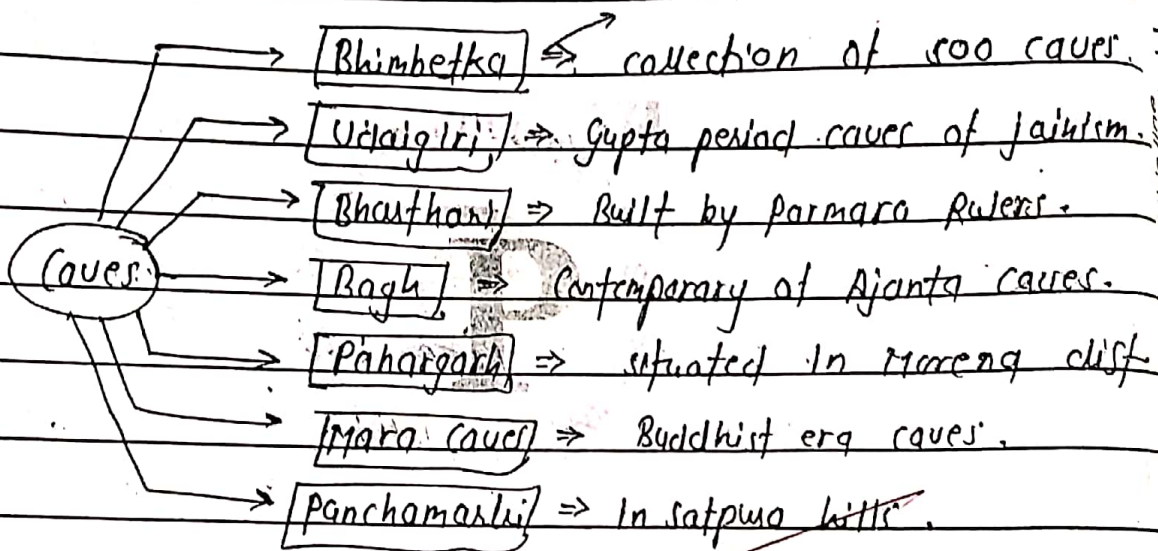 Bhimbetka ⇒ collection of 500 caves.
Udaigiri ⇒ Gupta period caves of jainism.
⇒ Built by Parmara Rulers.
Caves
Bagh ⇒ Contemporary of Ajanta caves.
Pahargarh ⇒ situated in Morena dist
Mara caves ⇒ Buddhist era caves.
Panchamarhi ⇒ In satpura hills.